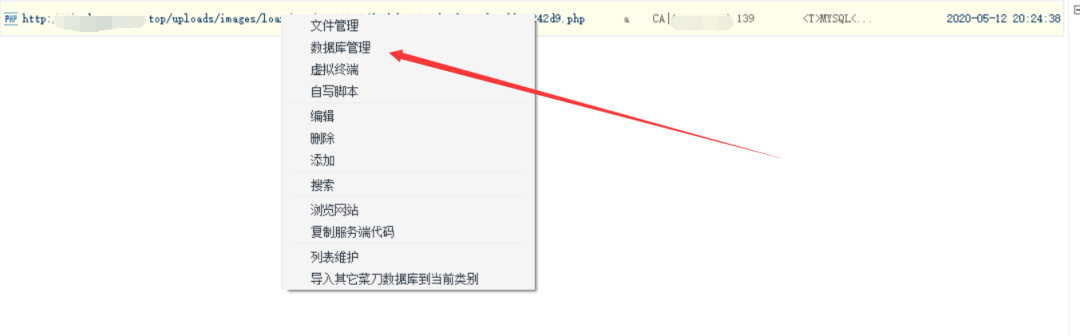 PHP http: top/uploads/images/loa 242d9.php a CA| 139 <T>MYSQL<... 2020-05-12 20:24:38
文件管理
数据库管理
虚拟终端
自写脚本
编辑
删除
添加
搜索
浏览网站
复制服务端代码
列表维护
导入其它菜刀数据库到当前类别